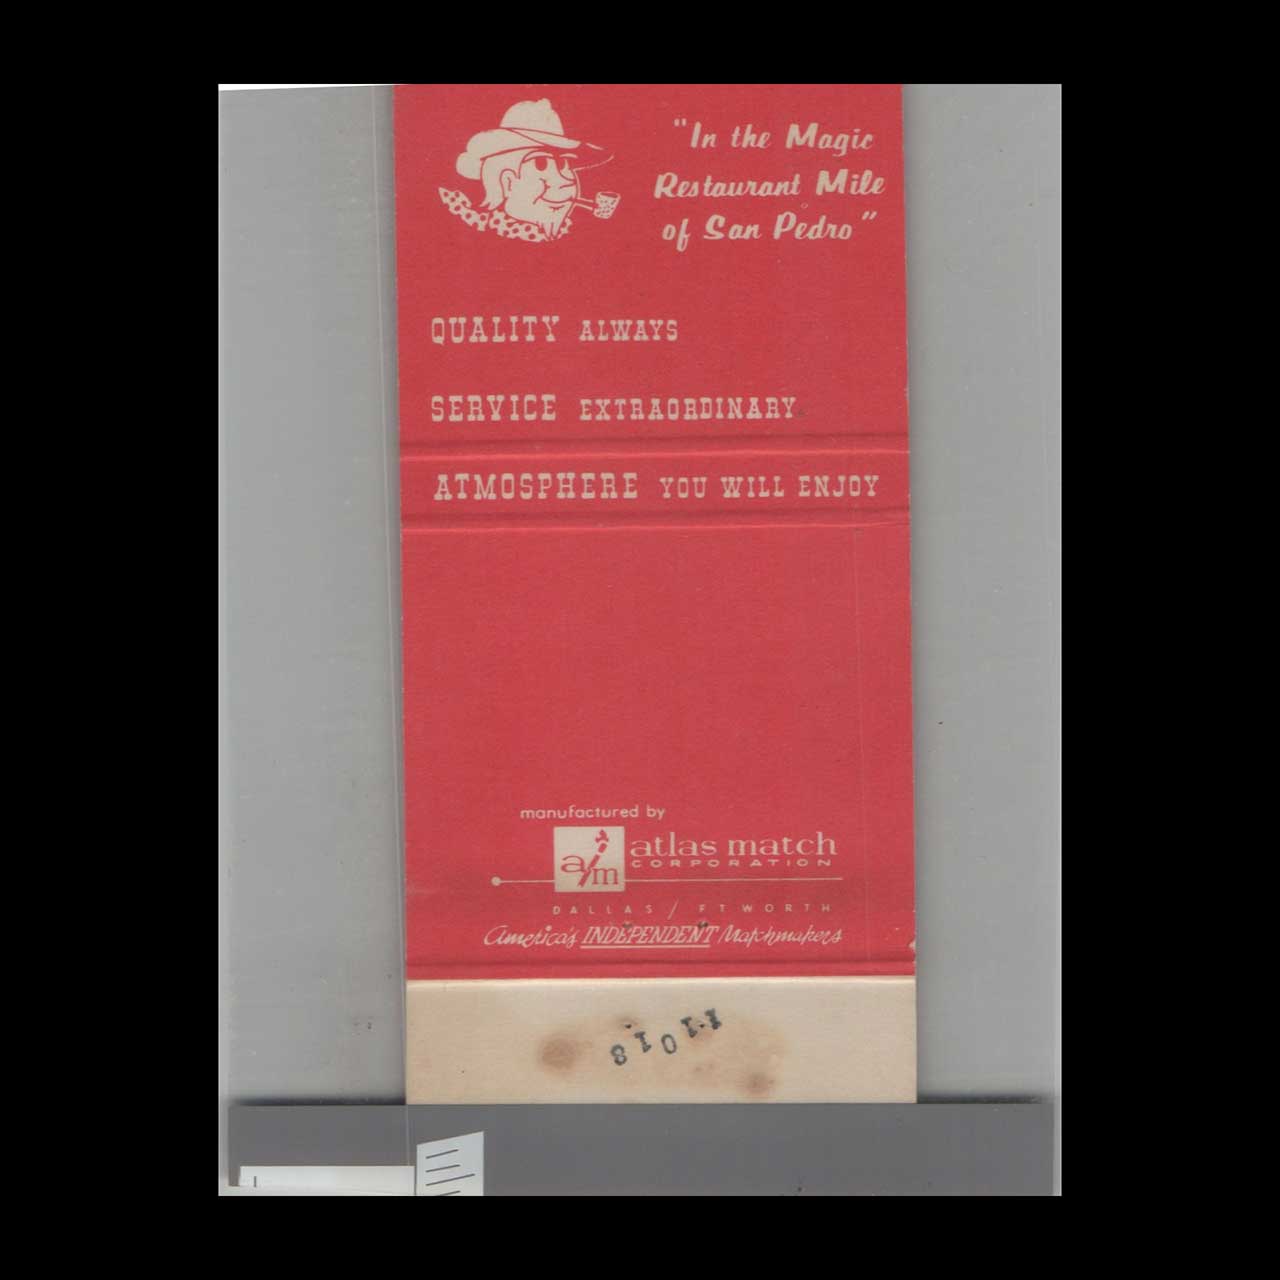 "In the Magic
Restaurant Mile
of San Pedro"
QUALITY ALWAYS
SERVICE EXTRAORDINARY
ATMOSPHERE YOU WILL ENJOY
manufactured by
a/m
atlas match
CORPORATION
DALLAS / FT WORTH
America's INDEPENDENT Matchmakers
81011